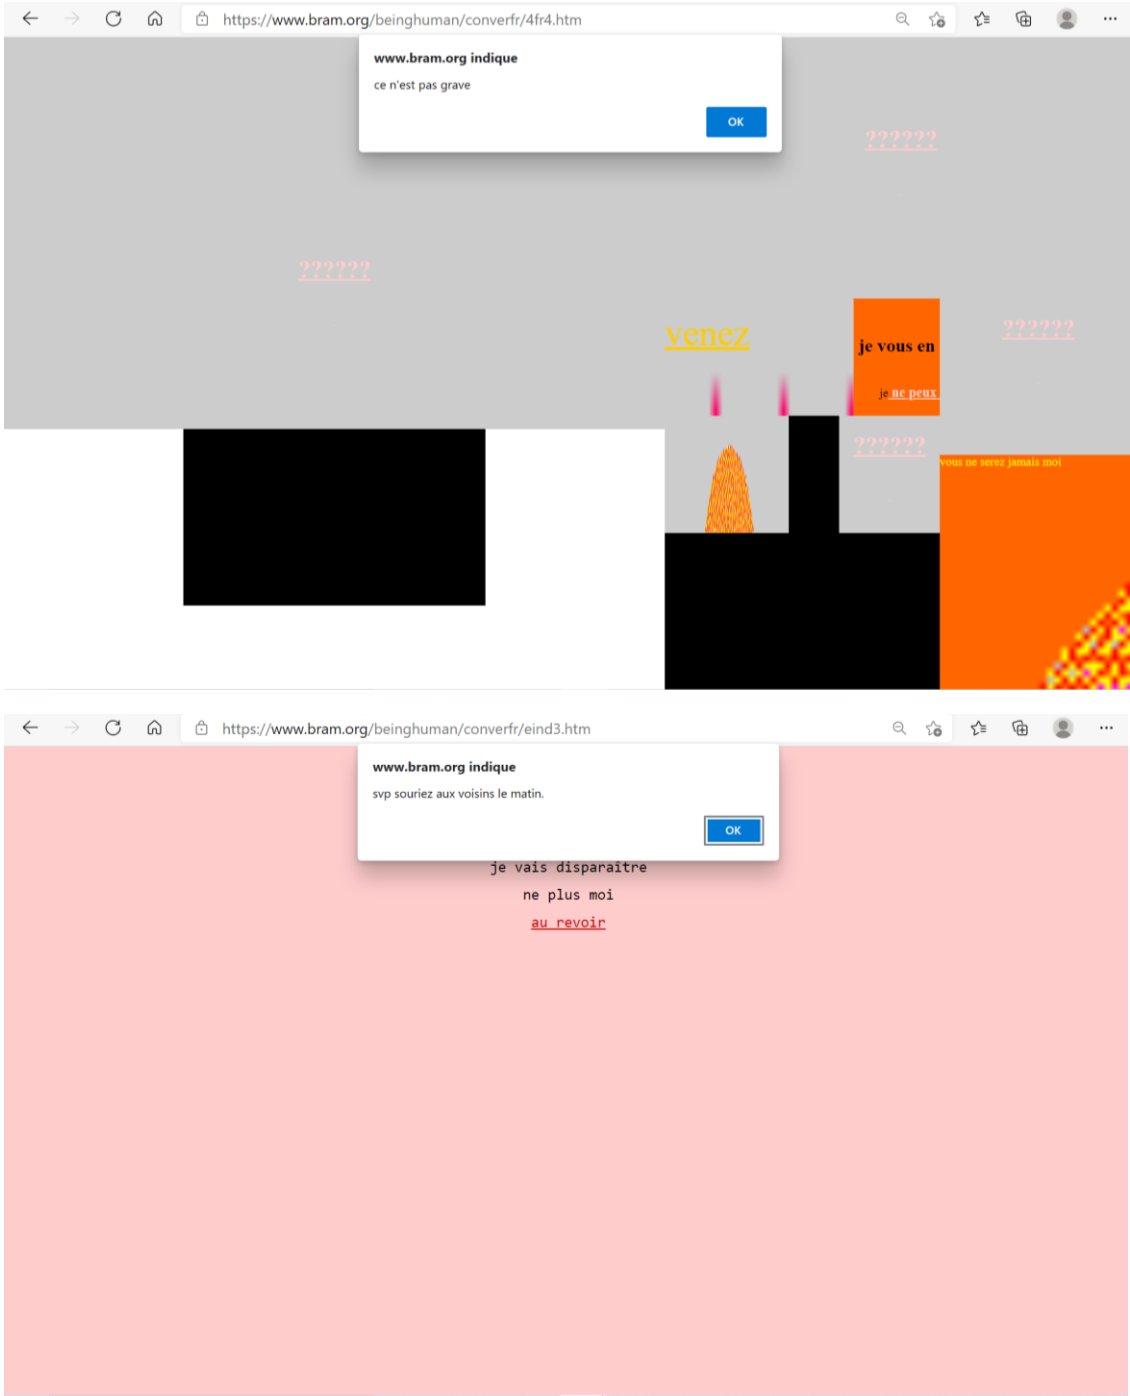 https://www.bram.org/beinghuman/converfr/4fr4.htm
www.bram.org indique
ce n'est pas grave
OK
??????
??????
venez
je vous en
??????
je ne peux
??????
vous ne serez jamais moi
https://www.bram.org/beinghuman/converfr/eind3.htm
www.bram.org indique
svp souriez aux voisins le matin.
OK
je vais disparaître
ne plus moi
au revoir